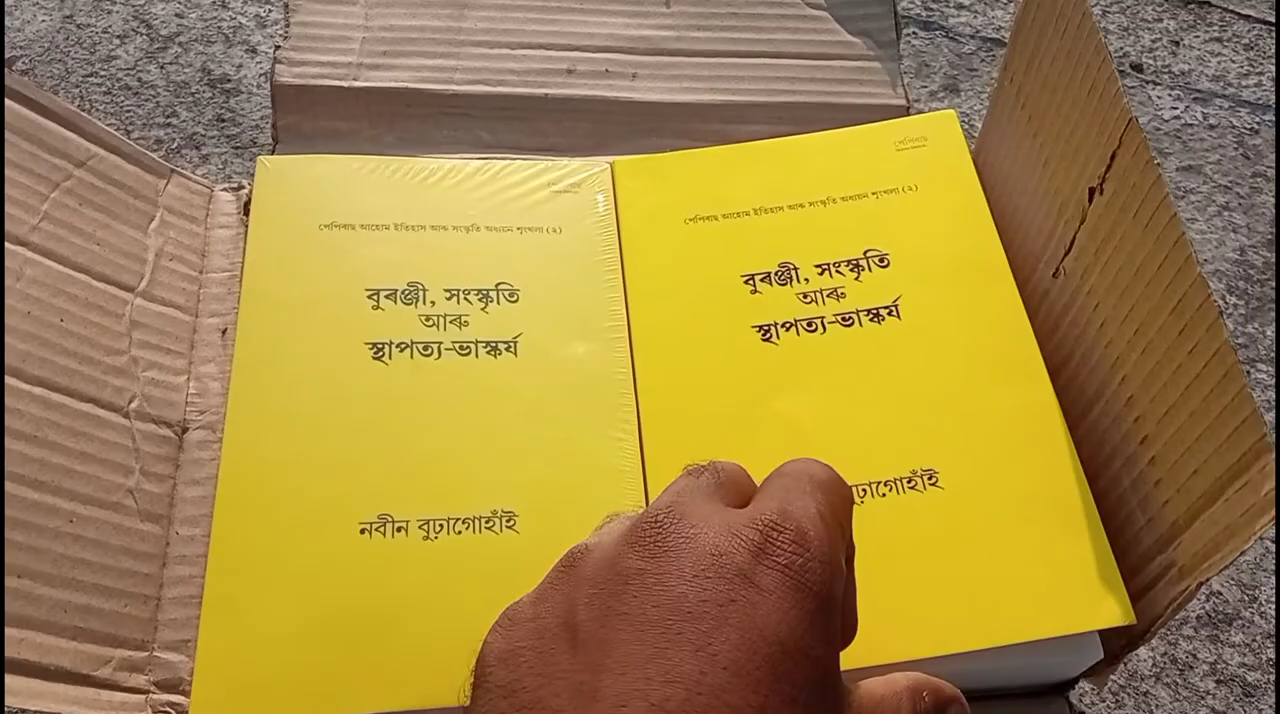 পেপিৰাছ
পেপিৰাছ আহোম ইতিহাস আৰু সংস্কৃতি অধ্যয়ন শৃংখলা (২)
বুৰঞ্জী, সংস্কৃতি
আৰু
স্থাপত্য-ভাস্কৰ্য
নবীন বুঢ়াগোহাঁই
পেপিৰাছ
পেপিৰাছ আহোম ইতিহাস আৰু সংস্কৃতি অধ্যয়ন শৃংখলা (২)
বুৰঞ্জী, সংস্কৃতি
আৰু
স্থাপত্য-ভাস্কৰ্য
ঢ়াগোহাঁই